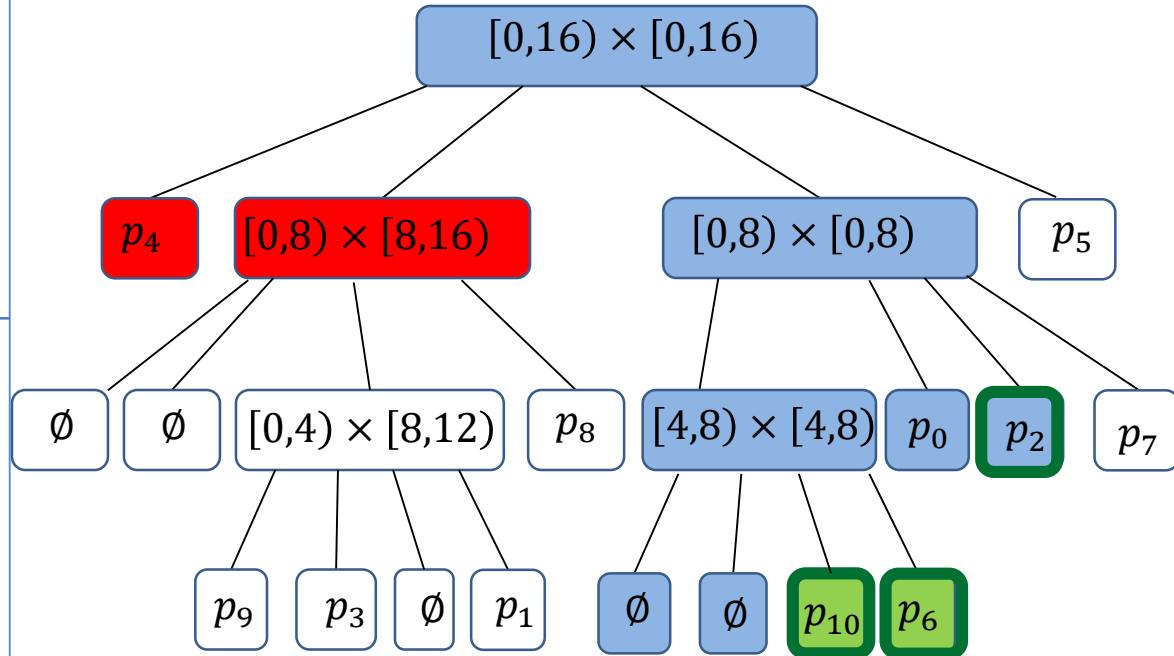 [0,16) × [0,16)
p₄ [0,8) × [8,16) [0,8) × [0,8) p₅
∅ ∅ [0,4) × [8,12) p₈ [4,8) × [4,8) p₀ p₂ p₇
p₉ p₃ ∅ p₁ ∅ ∅ p₁₀ p₆